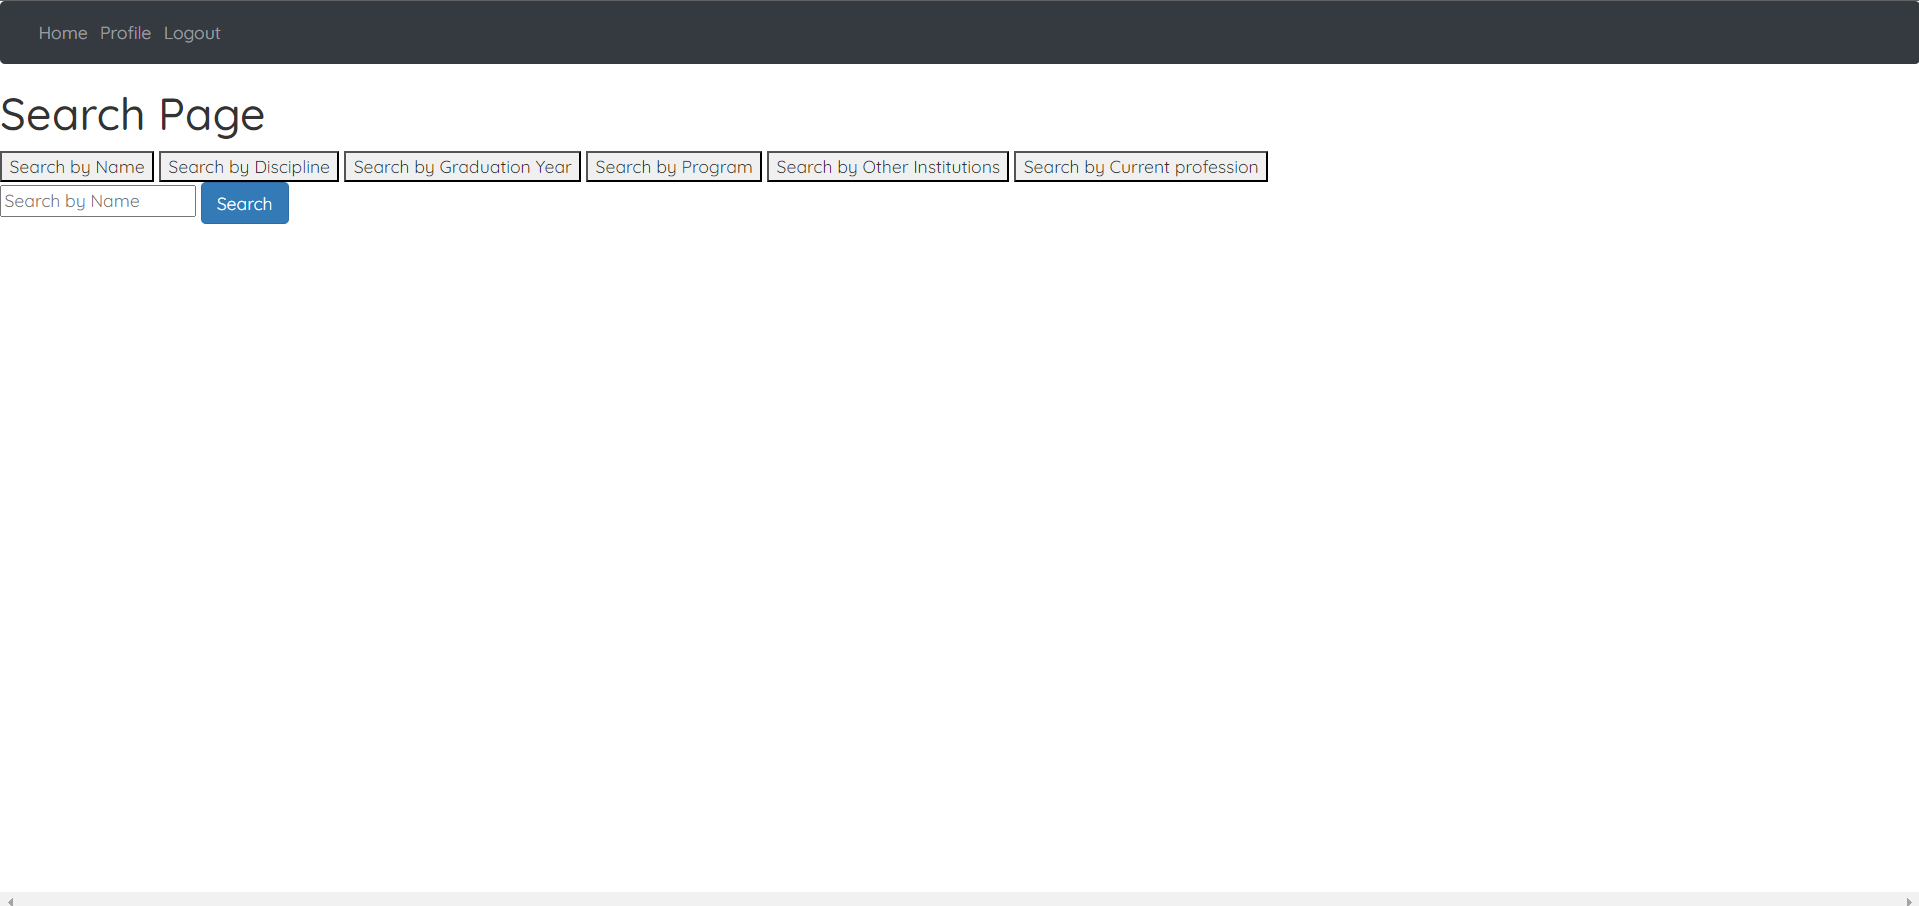 Home Profile Logout
Search Page
Search by Name Search by Discipline Search by Graduation Year Search by Program Search by Other Institutions Search by Current profession
Search by Name Search